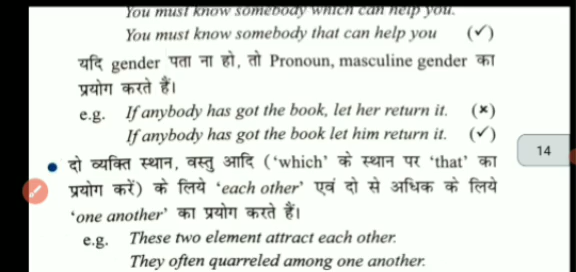 You must know somebody which can help you.
You must know somebody that can help you (✓)
यदि gender पता ना हो, तो Pronoun, masculine gender का
प्रयोग करते हैं।
e.g. If anybody has got the book, let her return it. (×)
If anybody has got the book let him return it. (✓)
14
• दो व्यक्ति स्थान, वस्तु आदि ('which' के स्थान पर 'that' का
प्रयोग करें) के लिये 'each other' एवं दो से अधिक के लिये
'one another' का प्रयोग करते हैं।
e.g. These two element attract each other.
They often quarreled among one another.